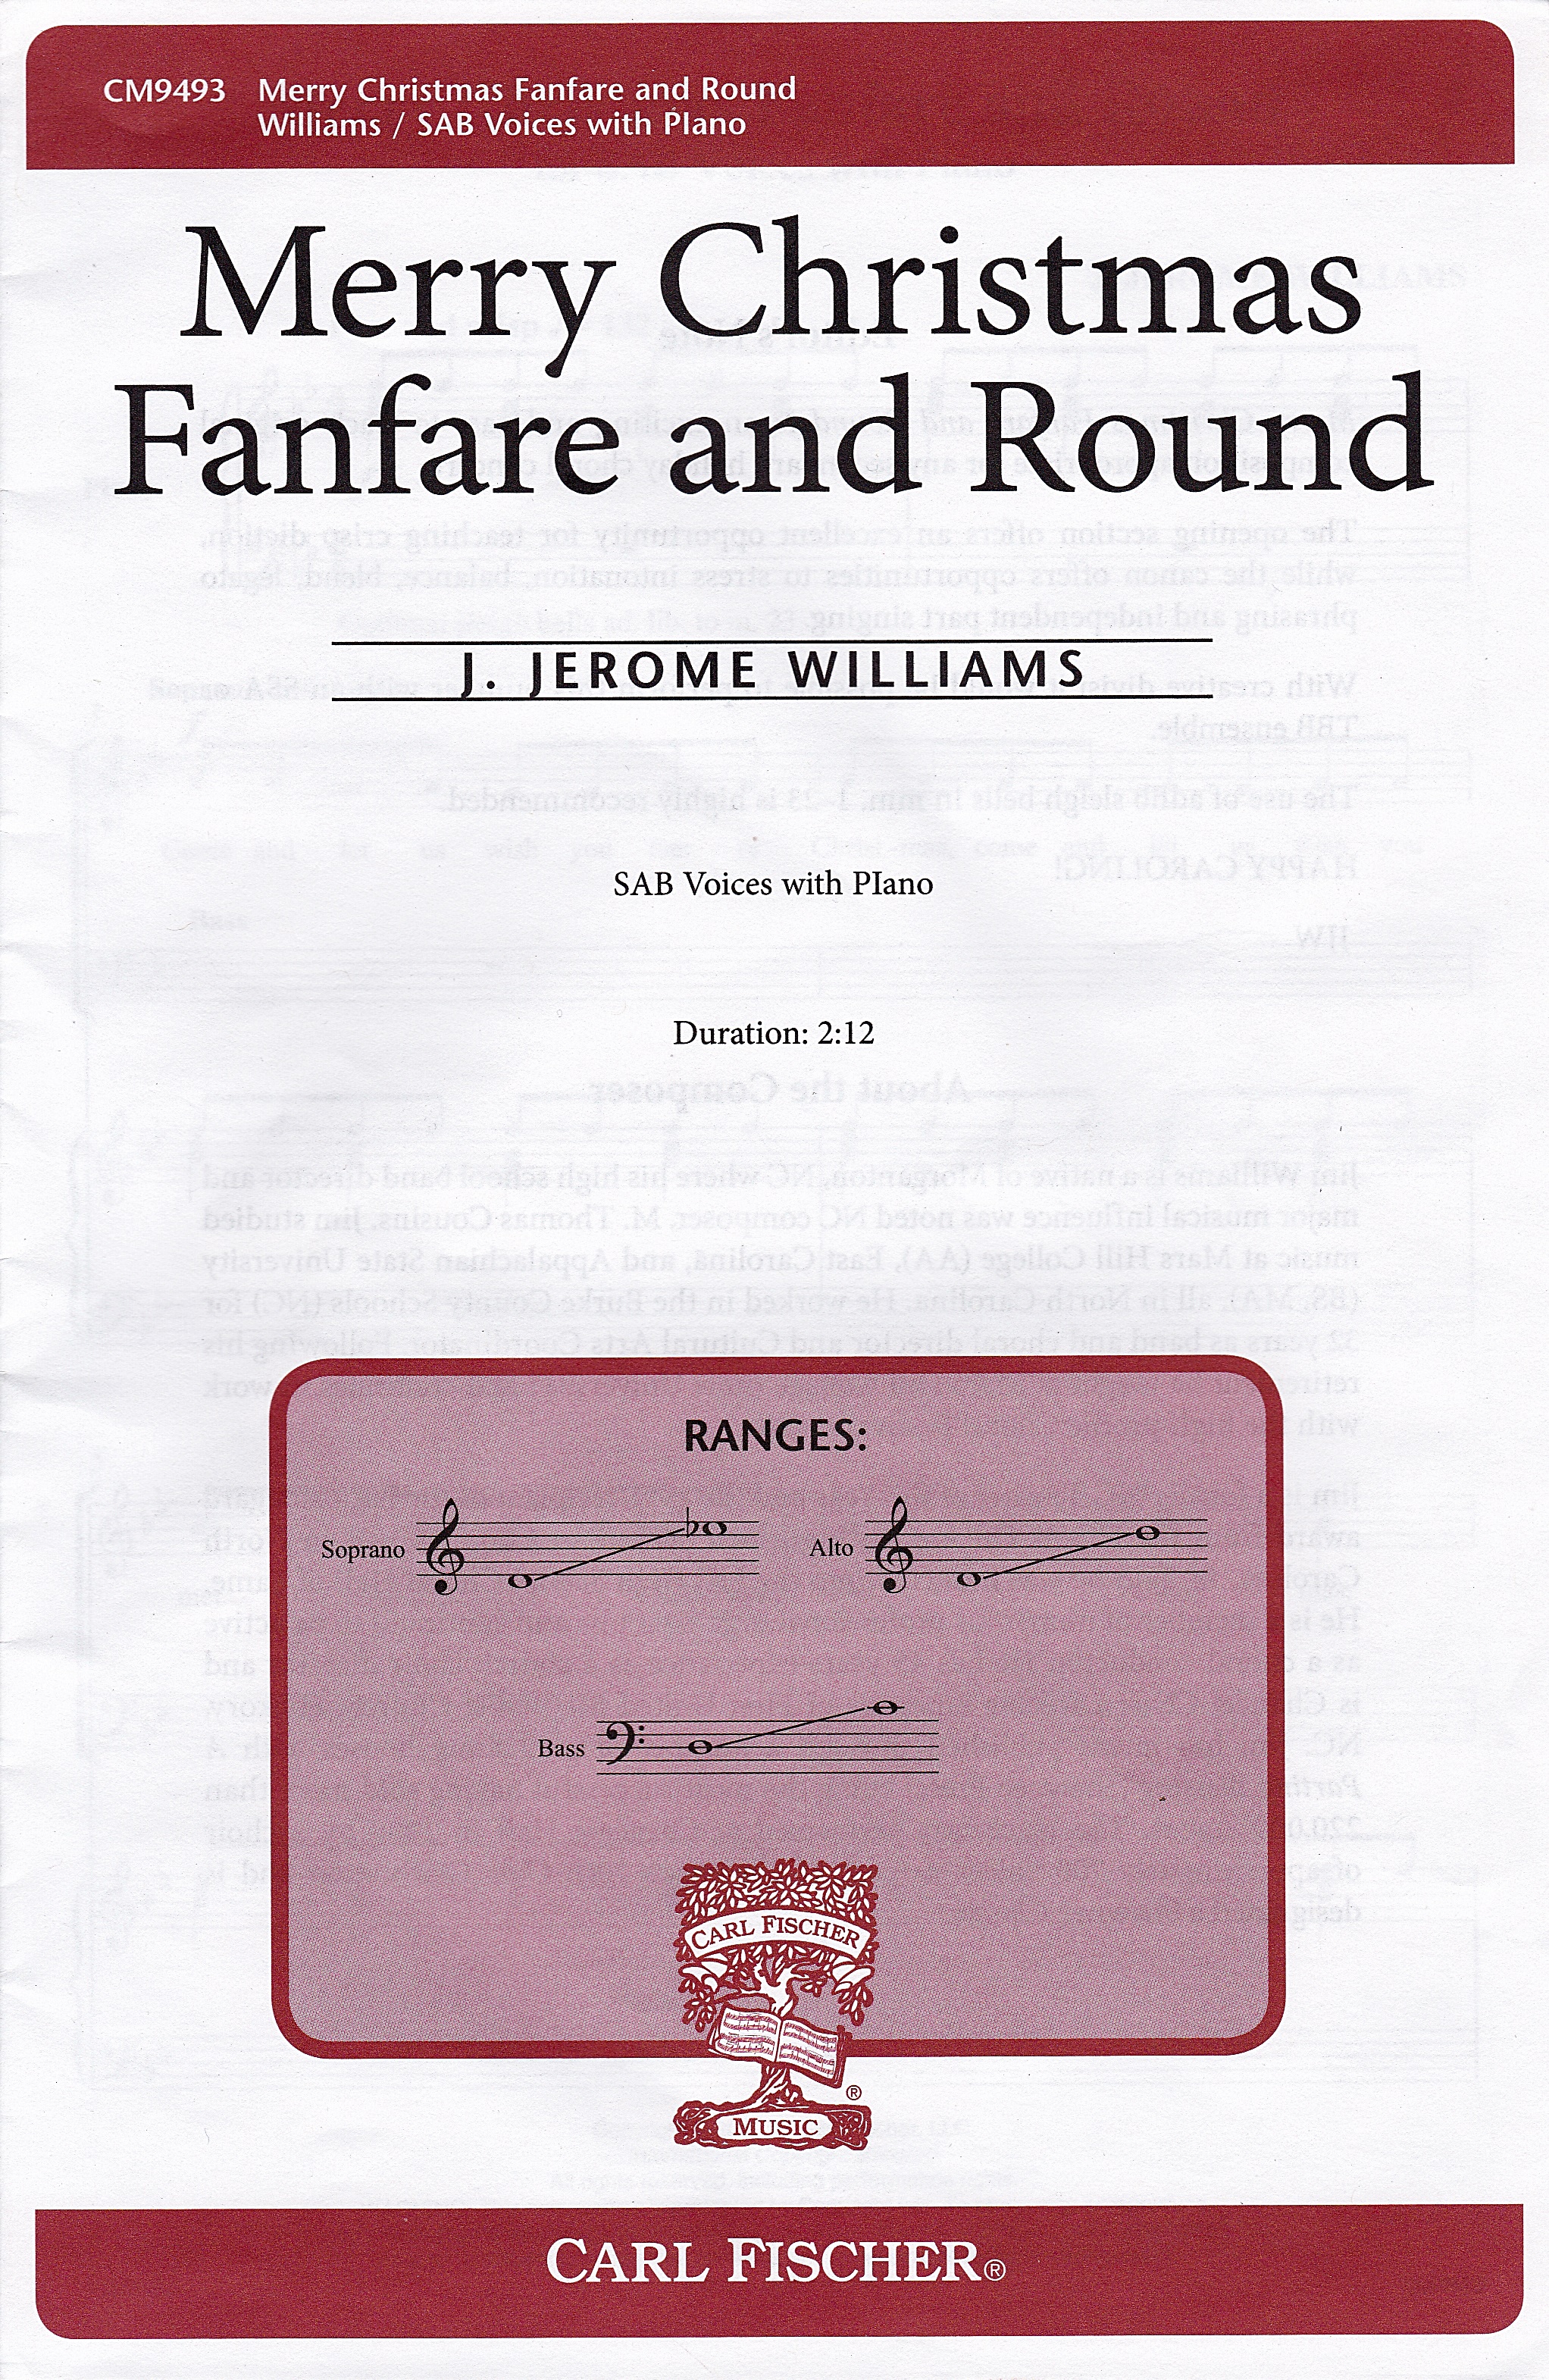 CM9493 Merry Christmas Fanfare and Round
Williams / SAB Voices with PIano
Merry Christmas
Fanfare and Round
J. JEROME WILLIAMS
SAB Voices with PIano
Duration: 2:12
RANGES:
Soprano
Alto
Bass
CARL FISCHER
MUSIC
®
CARL FISCHER®